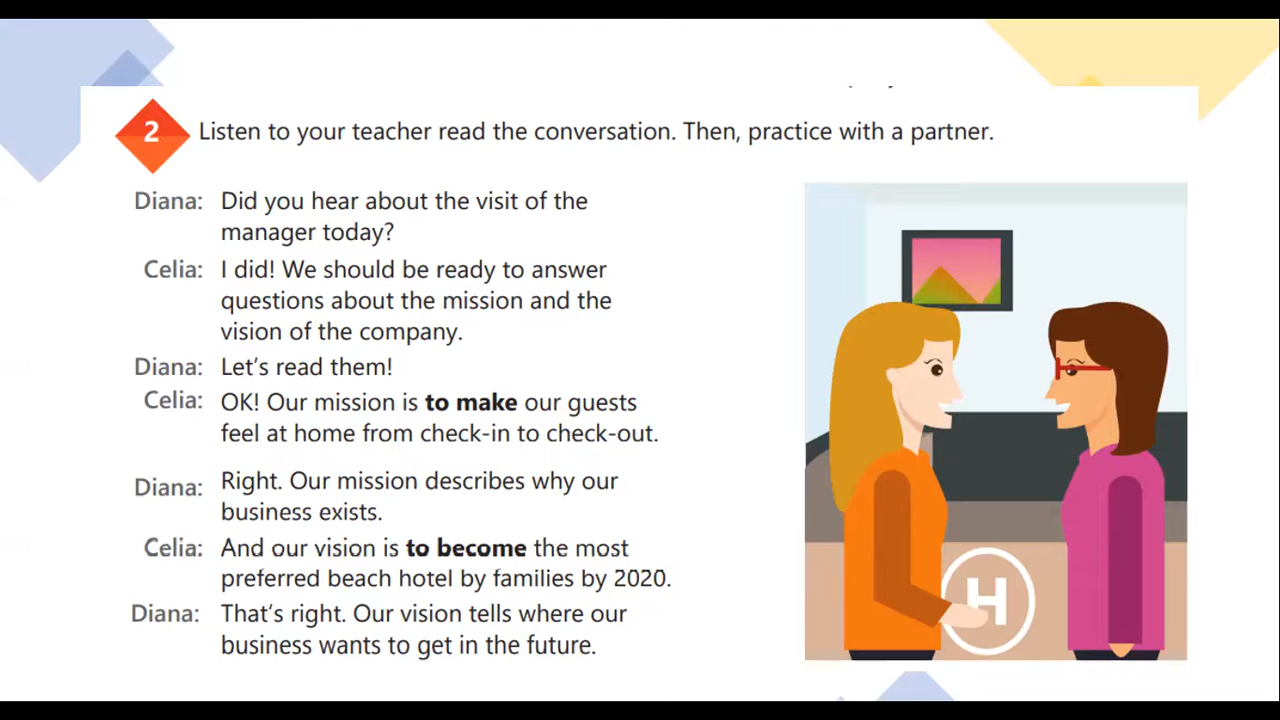 2 Listen to your teacher read the conversation. Then, practice with a partner.
Diana: Did you hear about the visit of the
manager today?
Celia: I did! We should be ready to answer
questions about the mission and the
vision of the company.
Diana: Let's read them!
Celia: OK! Our mission is to make our guests
feel at home from check-in to check-out.
Diana: Right. Our mission describes why our
business exists.
Celia: And our vision is to become the most
preferred beach hotel by families by 2020.
Diana: That's right. Our vision tells where our
business wants to get in the future.
H